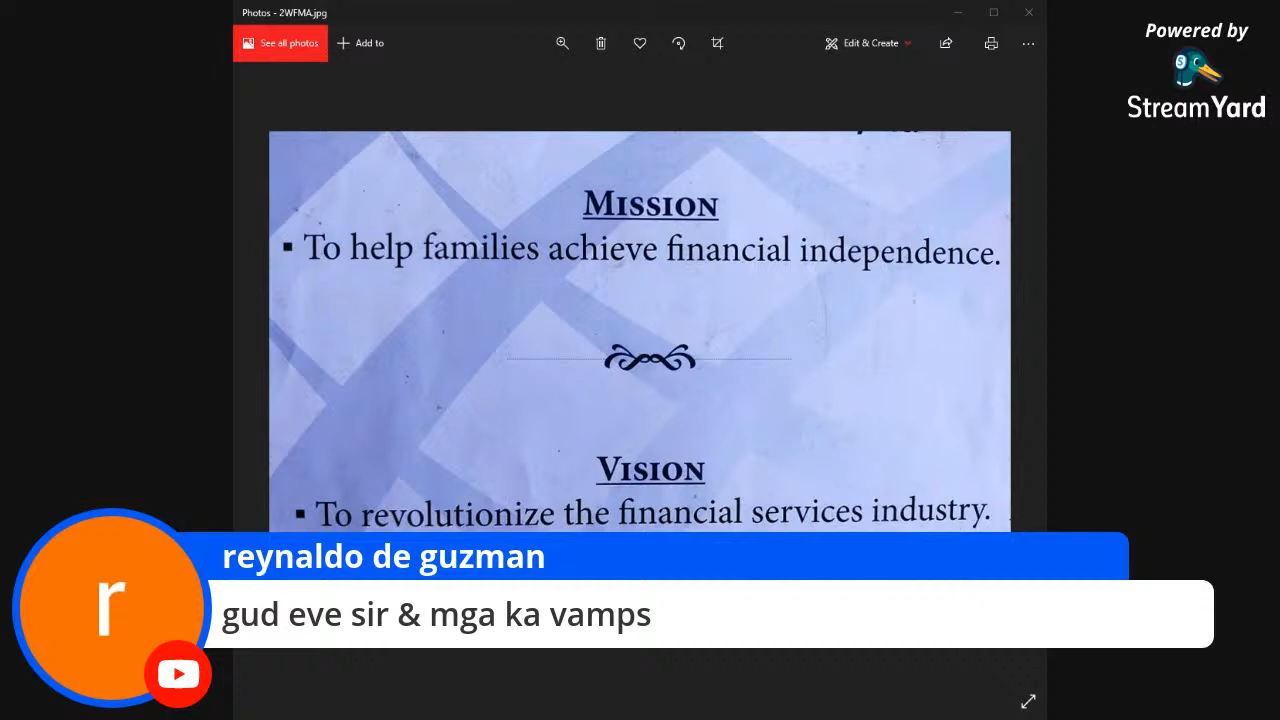 Photos - 2WFMA.jpg
See all photos
Add to
Edit & Create
Powered by
StreamYard
MISSION
▪ To help families achieve financial independence.
VISION
▪ To revolutionize the financial services industry.
r
reynaldo de guzman
gud eve sir & mga ka vamps